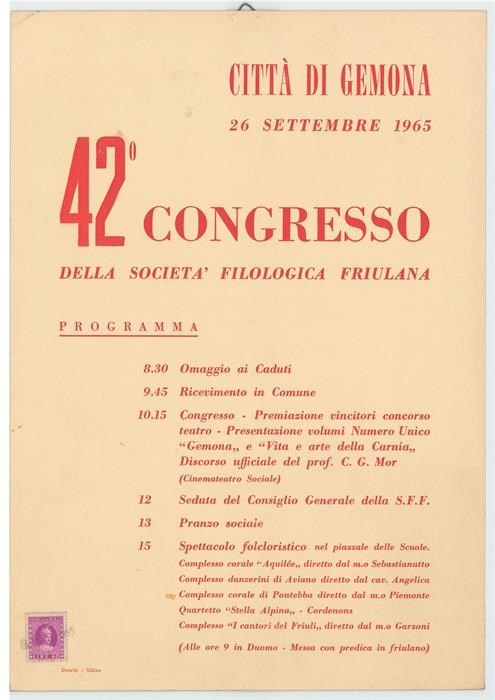 CITTÀ DI GEMONA
26 SETTEMBRE 1965
42° CONGRESSO
DELLA SOCIETA' FILOLOGICA FRIULANA
PROGRAMMA
8.30 Omaggio ai Caduti
9.45 Ricevimento in Comune
10.15 Congresso - Premiazione vincitori concorso
teatro - Presentazione volumi Numero Unico
“Gemona„ e “Vita e arte della Carnia„
Discorso ufficiale del prof. C. G. Mor
(Cinemateatro Sociale)
12 Seduta del Consiglio Generale della S.F.F.
13 Pranzo sociale
15 Spettacolo folcloristico nel piazzale delle Scuole.
Complesso corale “Aquilée„ diretto dal m.o Sebastianutto
Complesso danzerini di Aviano diretto dal cav. Angelica
Complesso corale di Pontebba diretto dal m.o Piemonte
Quartetto “Stella Alpina„ - Cordenons
Complesso “I cantori del Friuli„ diretto dal m.o Garzoni
(Alle ore 9 in Duomo - Messa con predica in friulano)
LIRE 40
Doretti - Udine